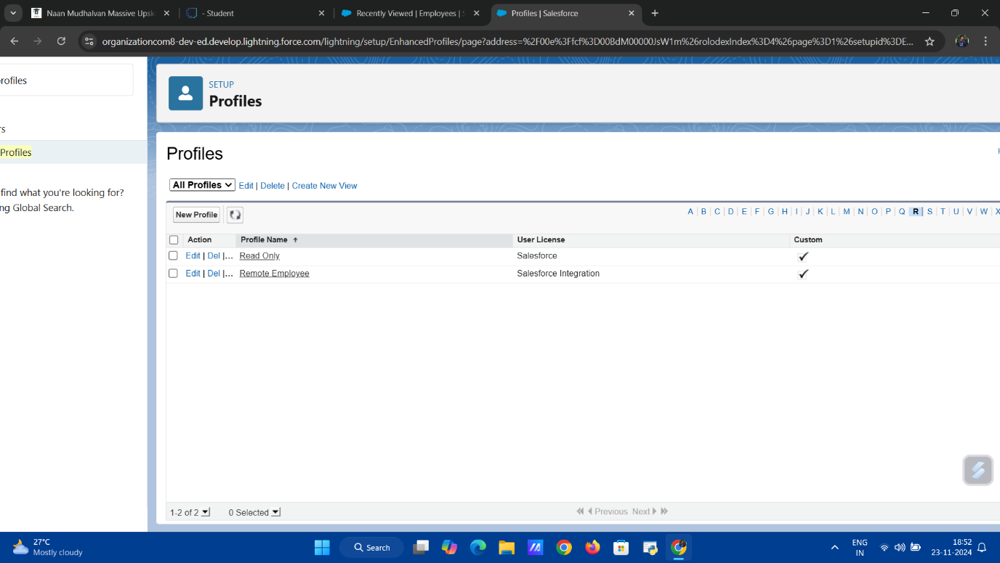 Naan Mudhalvan Massive Upsk
- Student
Recently Viewed | Employees | S
Profiles | Salesforce
organizationcom8-dev-ed.develop.lightning.force.com/lightning/setup/EnhancedProfiles/page?address=%2F00e%3Ffcf%3D00BdM00000JsW1m%26rolodexIndex%3D4%26page%3D1%26setupid%3DE...
rofiles
rs
Profiles
find what you're looking for?
ng Global Search.
SETUP
Profiles
Profiles
All Profiles Edit | Delete | Create New View
New Profile
A | B | C | D | E | F | G | H | I | J | K | L | M | N | O | P | Q | R | S | T | U | V | W | X
Action Profile Name User License Custom
Edit | Del |... Read Only Salesforce
Edit | Del |... Remote Employee Salesforce Integration
1-2 of 2 0 Selected Previous Next
27°C
Mostly cloudy
Search
ENG
IN
18:52
23-11-2024